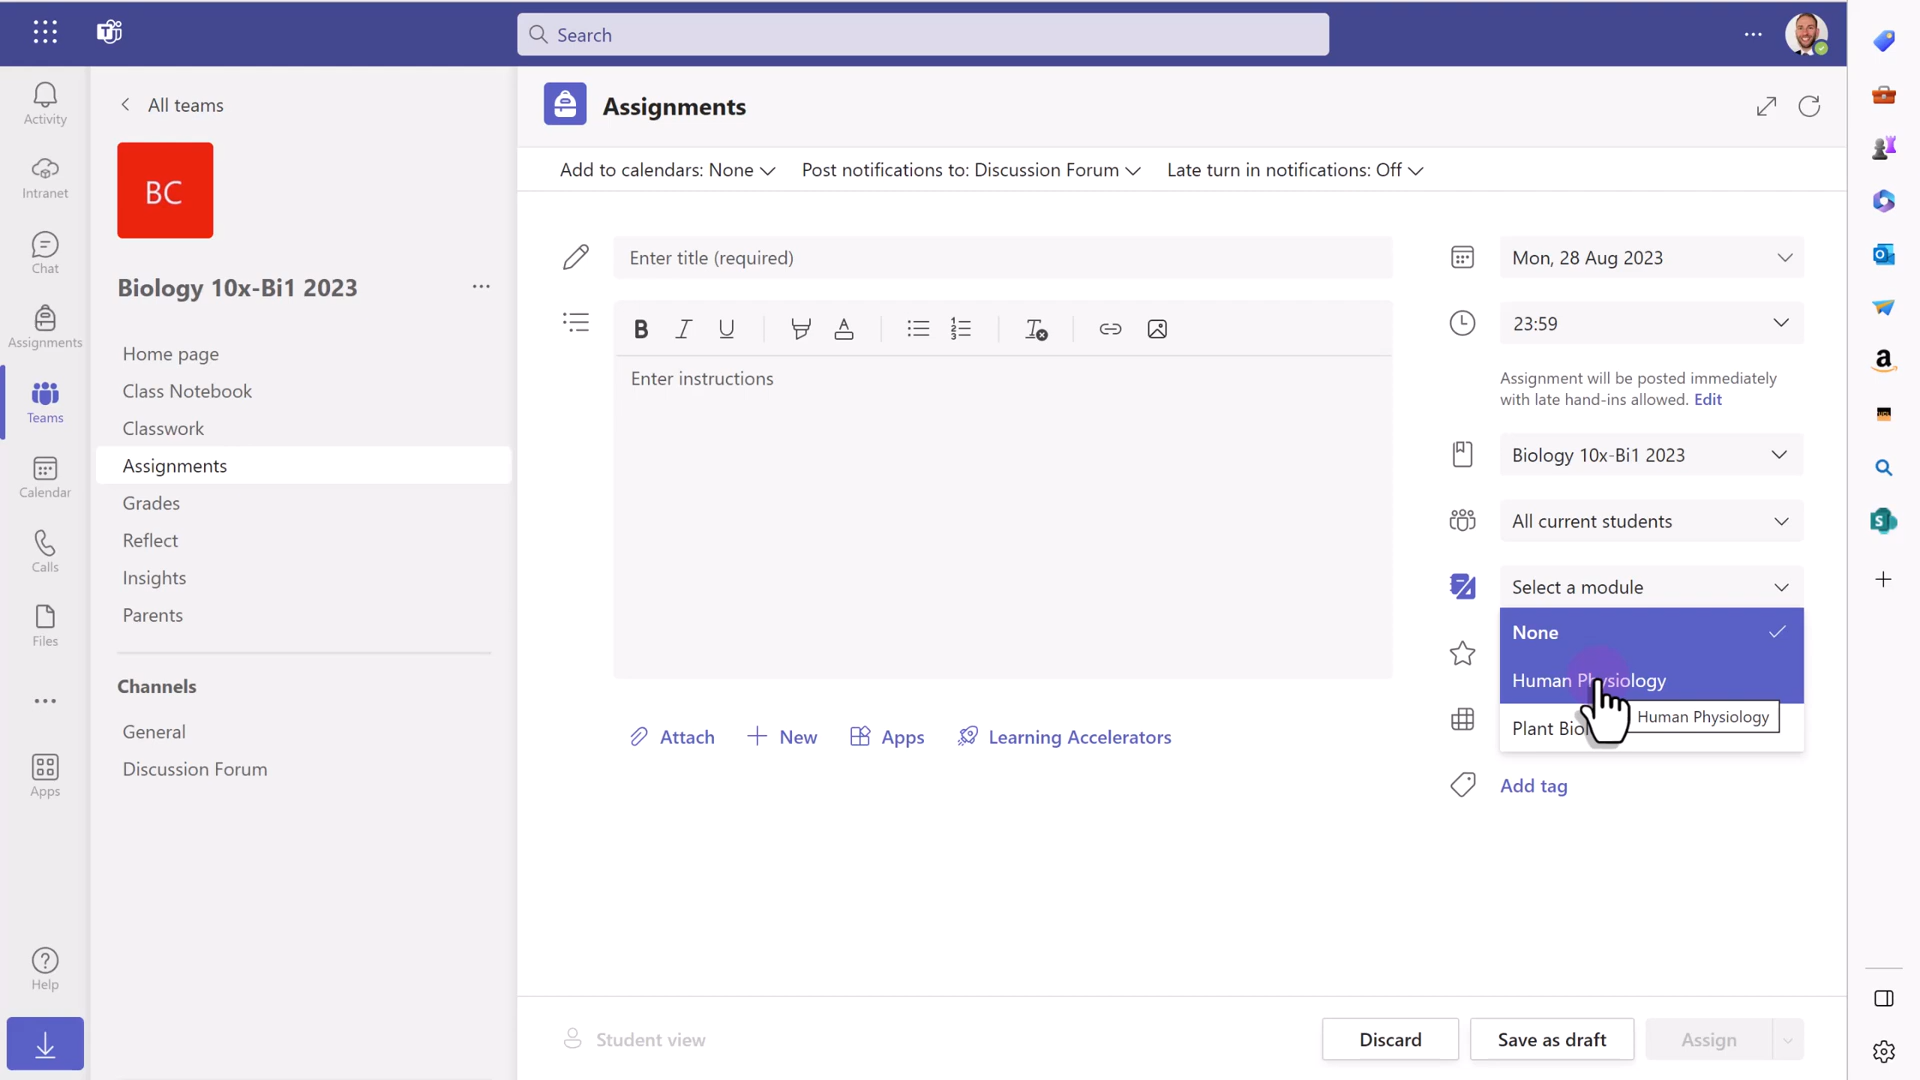 Search
Activity
Intranet
Chat
Assignments
Teams
Calendar
Calls
Files
Apps
Help
All teams
BC
Biology 10x-Bi1 2023
Home page
Class Notebook
Classwork
Assignments
Grades
Reflect
Insights
Parents
Channels
General
Discussion Forum
Assignments
Add to calendars: None
Post notifications to: Discussion Forum
Late turn in notifications: Off
Enter title (required)
B I U
Enter instructions
Attach
New
Apps
Learning Accelerators
Mon, 28 Aug 2023
23:59
Assignment will be posted immediately
with late hand-ins allowed. Edit
Biology 10x-Bi1 2023
All current students
Select a module
None
Human Physiology
Human Physiology
Plant
Add tag
Student view
Discard
Save as draft
Assign